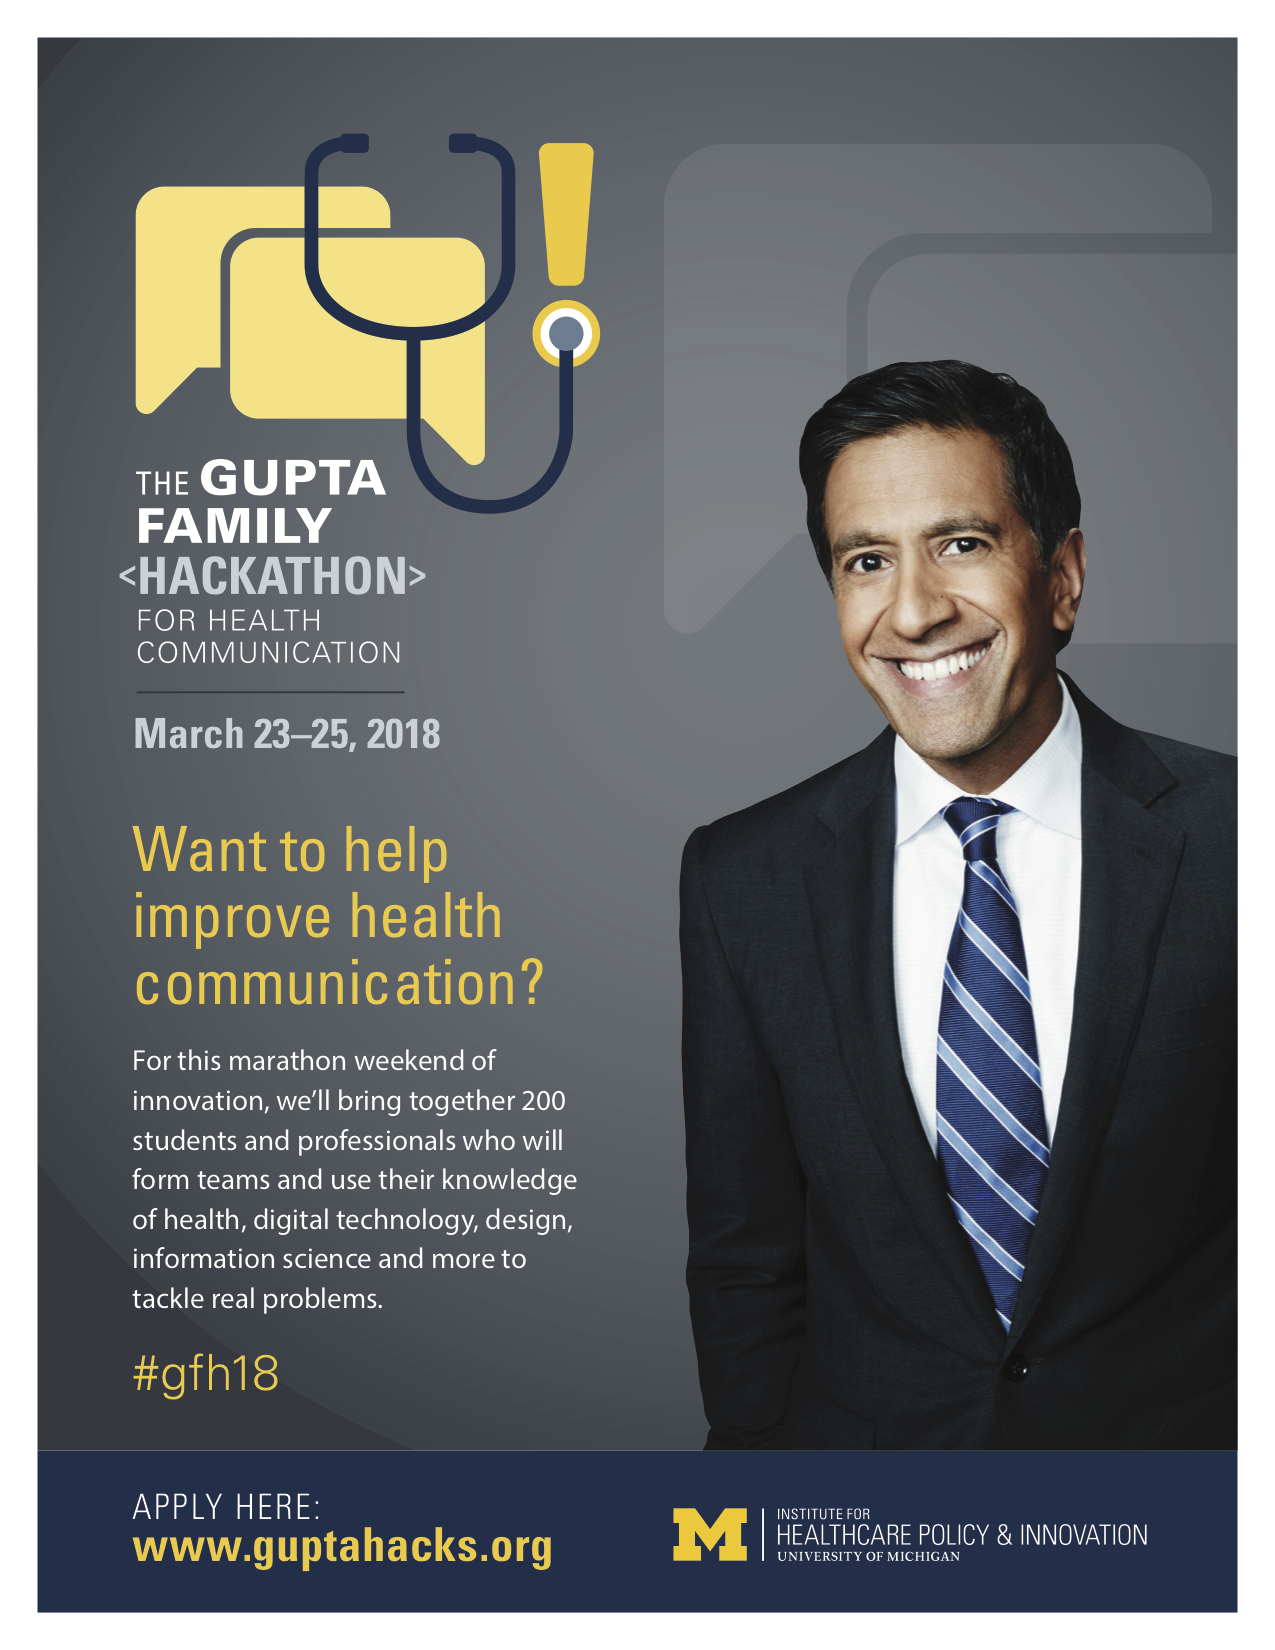 THE GUPTA
FAMILY
<HACKATHON>
FOR HEALTH
COMMUNICATION
March 23–25, 2018
Want to help
improve health
communication?
For this marathon weekend of
innovation, we’ll bring together 200
students and professionals who will
form teams and use their knowledge
of health, digital technology, design,
information science and more to
tackle real problems.
#gfh18
APPLY HERE:
www.guptahacks.org
M
INSTITUTE FOR
HEALTHCARE POLICY & INNOVATION
UNIVERSITY OF MICHIGAN